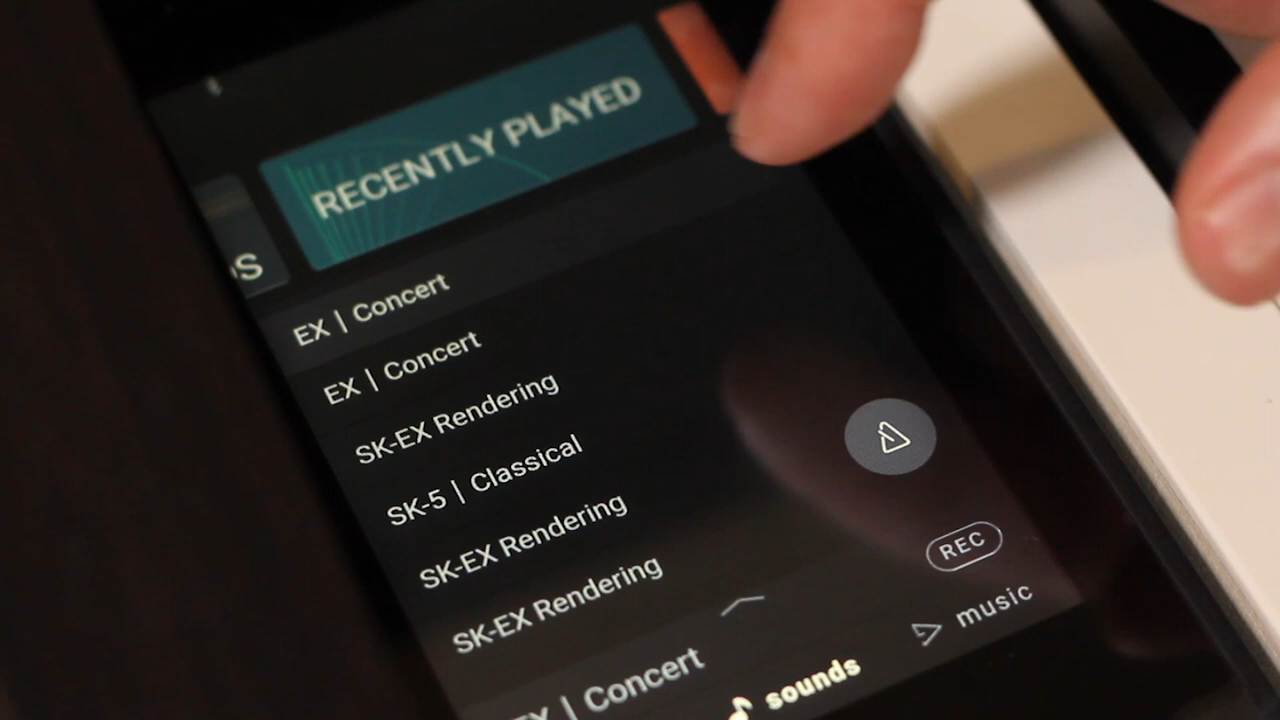 RECENTLY PLAYED
EX | Concert
EX | Concert
SK-EX Rendering
SK-5 | Classical
SK-EX Rendering
SK-EX Rendering
REC
| Concert
sounds
music